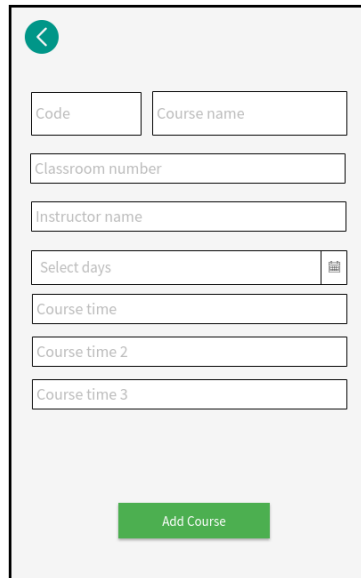 Code Course name
Classroom number
Instructor name
Select days
Course time
Course time 2
Course time 3
Add Course